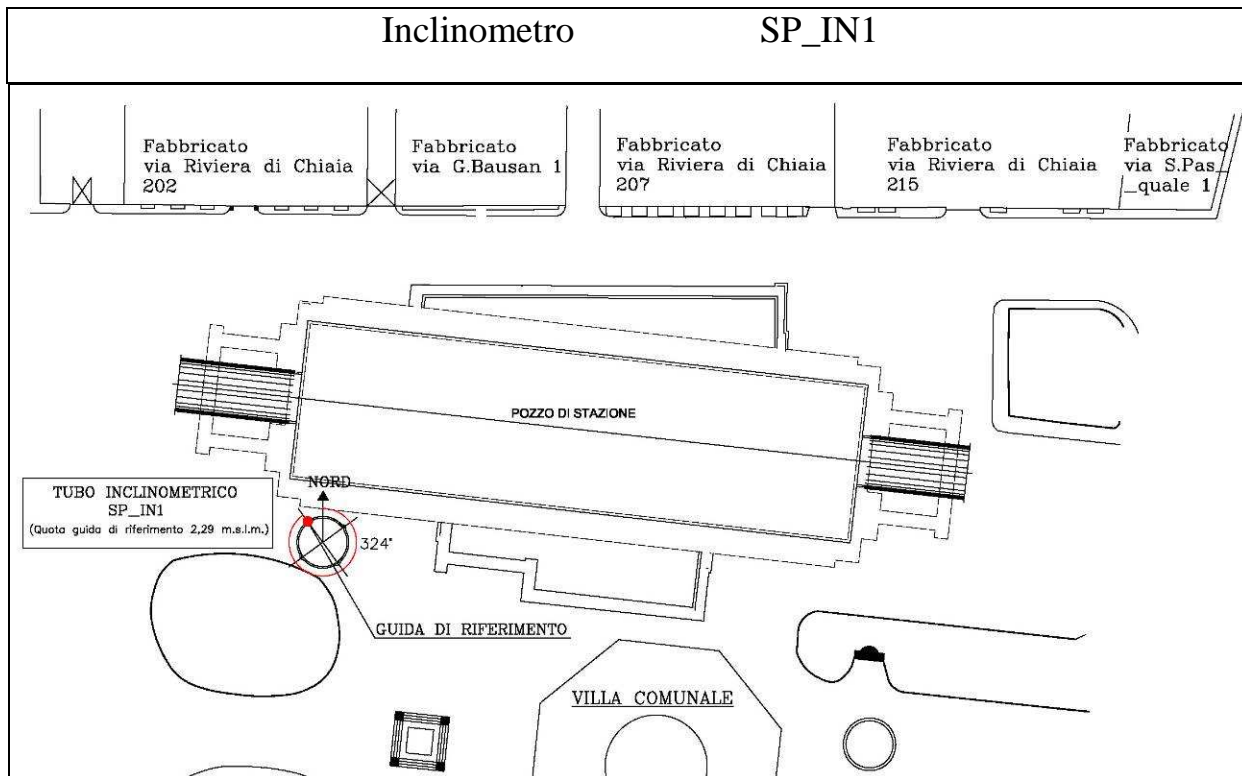 Inclinometro SP_IN1
Fabbricato
via Riviera di Chiaia
202
Fabbricato
via G.Bausan 1
Fabbricato
via Riviera di Chiaia
207
Fabbricato
via Riviera di Chiaia
215
Fabbricato
via S.Pas_
_quale 1
POZZO DI STAZIONE
NORD
TUBO INCLINOMETRICO
SP_IN1
(Quota guida di riferimento 2,29 m.s.l.m.)
324°
GUIDA DI RIFERIMENTO
VILLA COMUNALE